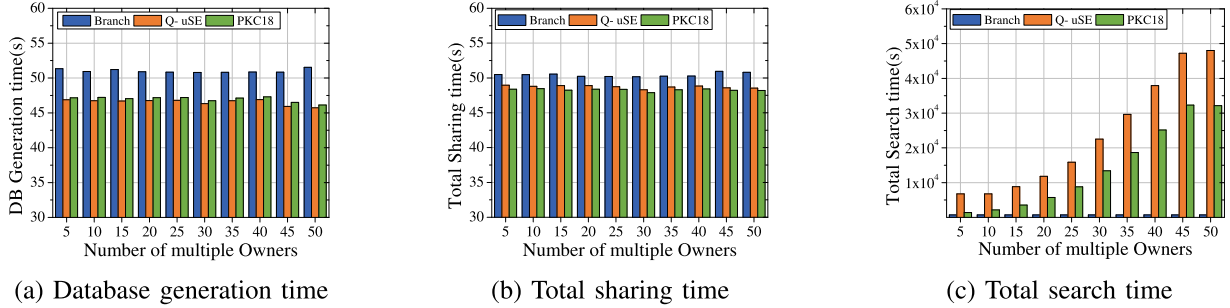 60
55
50
45
40
35
30
Branch Q- uSE PKC18
DB Generation time(s)
5 10 15 20 25 30 35 40 45 50
Number of multiple Owners
(a) Database generation time
60
55
50
45
40
35
30
Branch Q- uSE PKC18
Total Sharing time(s)
5 10 15 20 25 30 35 40 45 50
Number of multiple Owners
(b) Total sharing time
6x10⁴
5x10⁴
4x10⁴
3x10⁴
2x10⁴
1x10⁴
Branch Q- uSE PKC18
Total Search time(s)
5 10 15 20 25 30 35 40 45 50
Number of multiple Owners
(c) Total search time